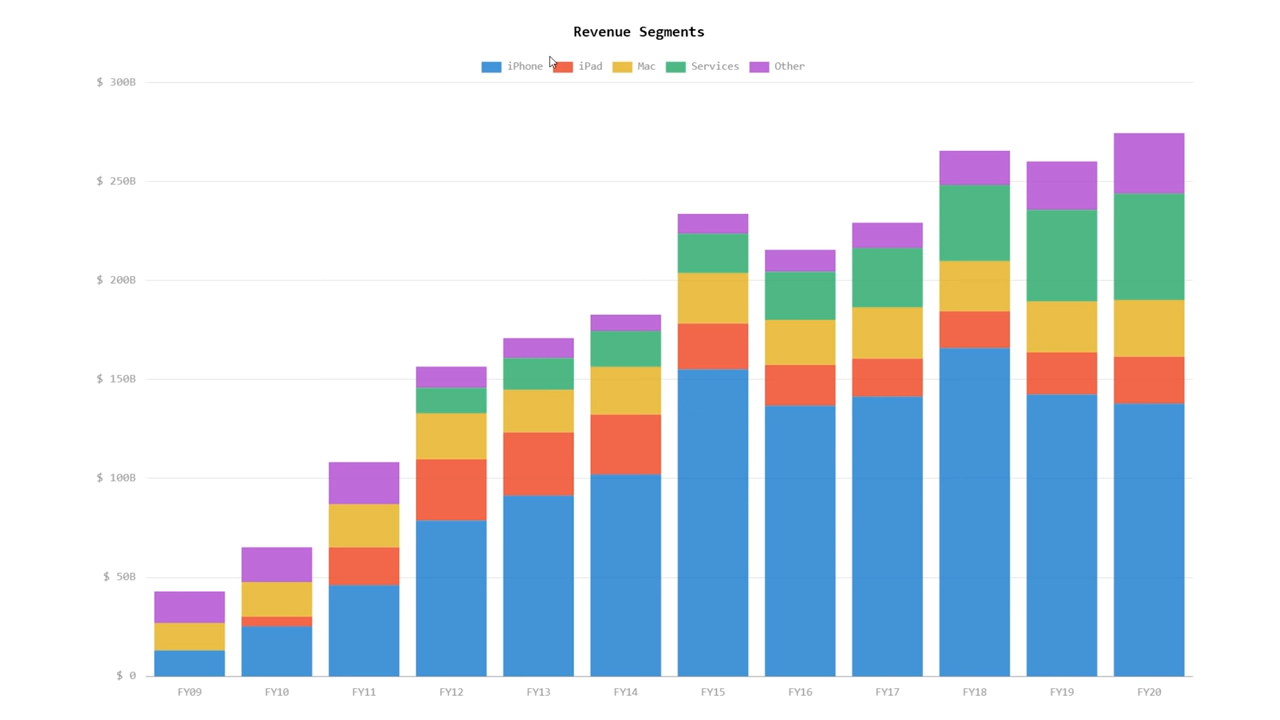 Revenue Segments
iPhone iPad Mac Services Other
$ 300B
$ 250B
$ 200B
$ 150B
$ 100B
$ 50B
$ 0
FY09 FY10 FY11 FY12 FY13 FY14 FY15 FY16 FY17 FY18 FY19 FY20